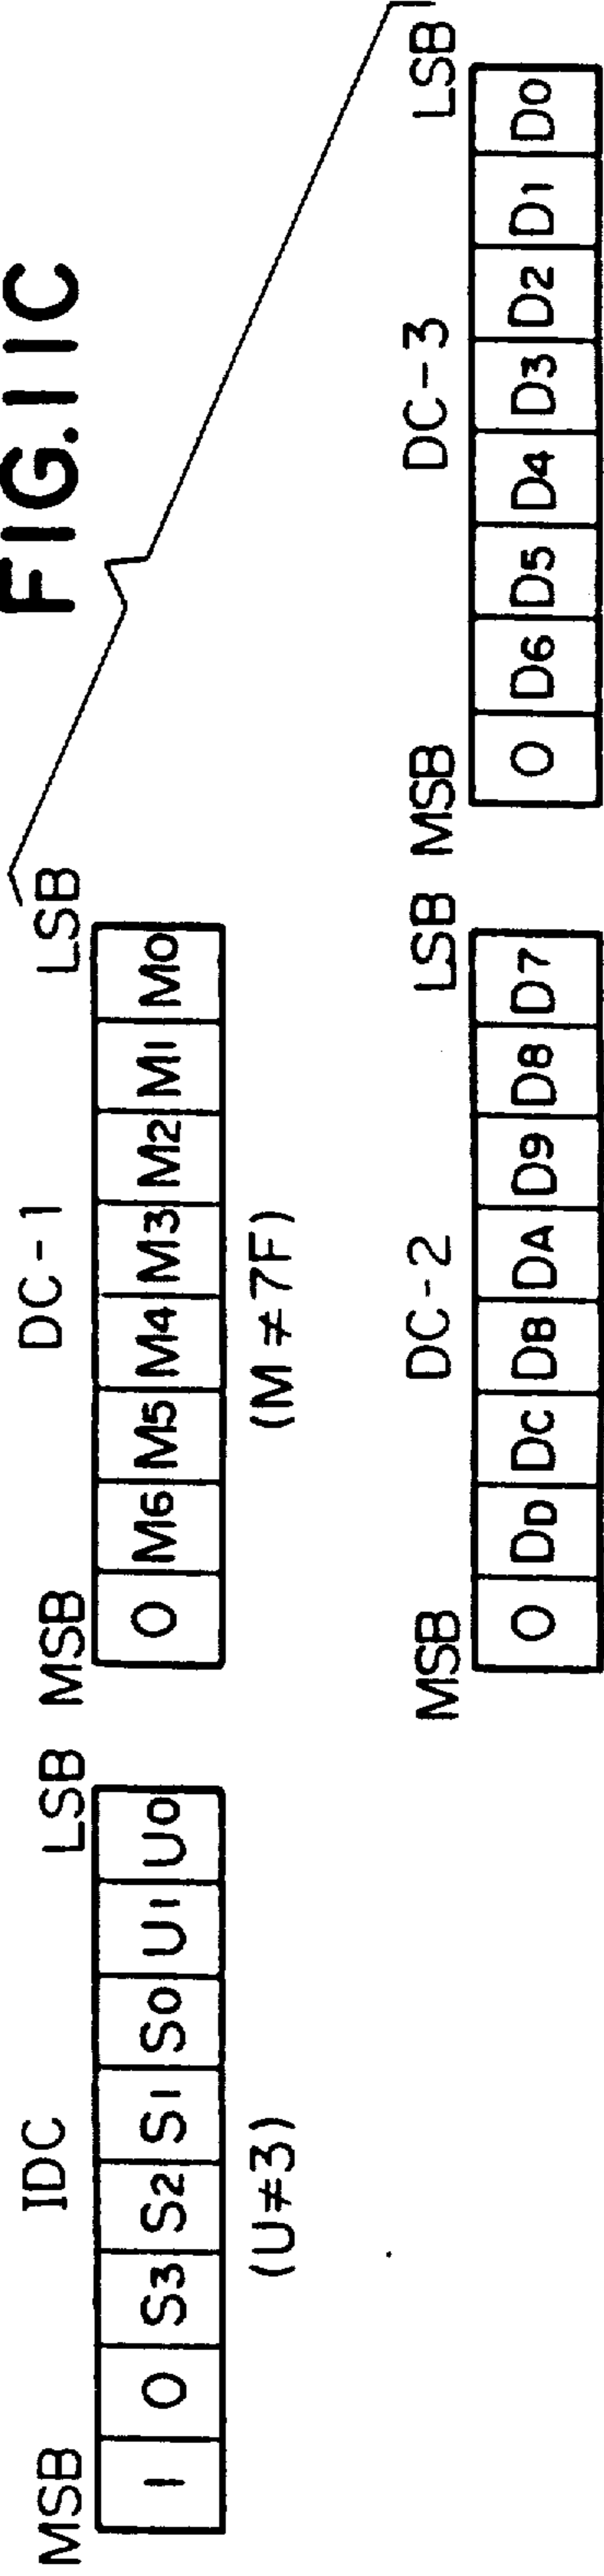 FIG.11C
IDC DC-1
MSB LSB MSB LSB
1 0 S3 S2 S1 S0 U1 U0 0 M6 M5 M4 M3 M2 M1 M0
(U≠3) (M≠7F)
DC-2 DC-3
MSB LSB MSB LSB
0 DD DC DB DA D9 D8 D7 0 D6 D5 D4 D3 D2 D1 D0